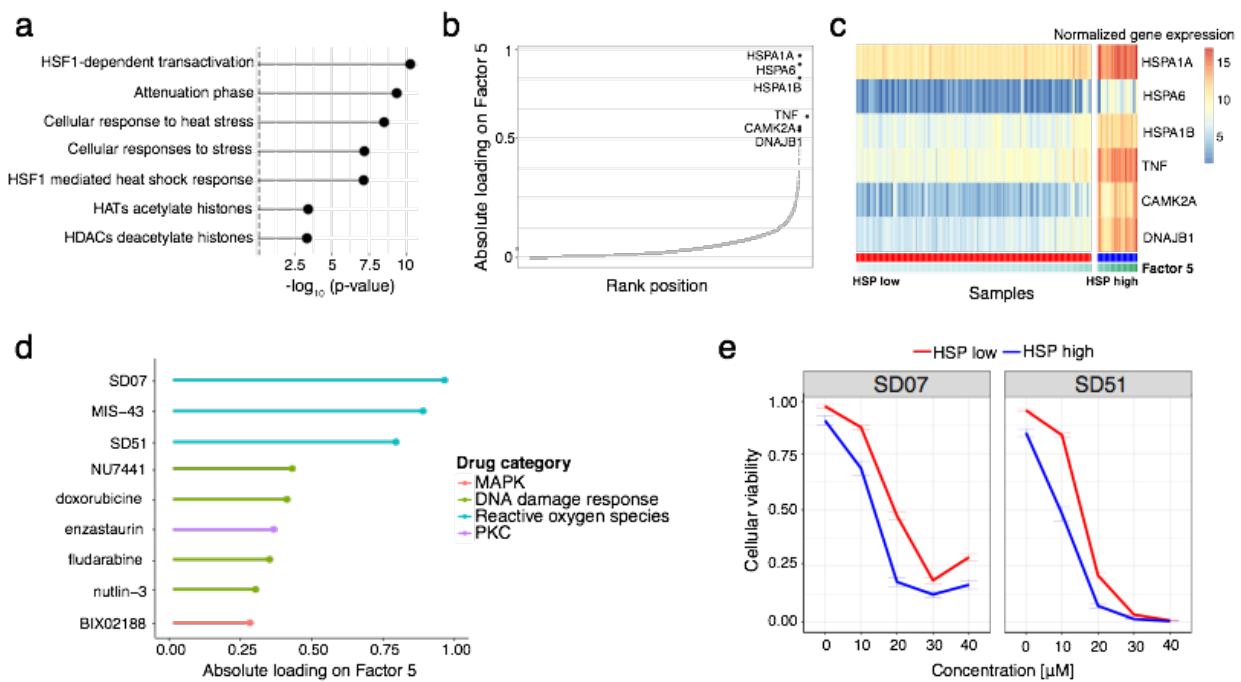 a
HSF1-dependent transactivation
Attenuation phase
Cellular response to heat stress
Cellular responses to stress
HSF1 mediated heat shock response
HATs acetylate histones
HDACs deacetylate histones
2.5 5 7.5 10
-log₁₀ (p-value)
b
Absolute loading on Factor 5
1
0.5
0
HSPA1A
HSPA6
HSPA1B
TNF
CAMK2A
DNAJB1
Rank position
c
Normalized gene expression
HSPA1A
HSPA6
HSPA1B
TNF
CAMK2A
DNAJB1
15
10
5
Factor 5
HSP low HSP high
Samples
d
SD07
MIS-43
SD51
NU7441
doxorubicine
enzastaurin
fludarabine
nutlin-3
BIX02188
0.00 0.25 0.50 0.75 1.00
Absolute loading on Factor 5
Drug category
MAPK
DNA damage response
Reactive oxygen species
PKC
e
HSP low HSP high
SD07 SD51
Cellular viability
1.00
0.75
0.50
0.25
0.00
0 10 20 30 40 0 10 20 30 40
Concentration [µM]